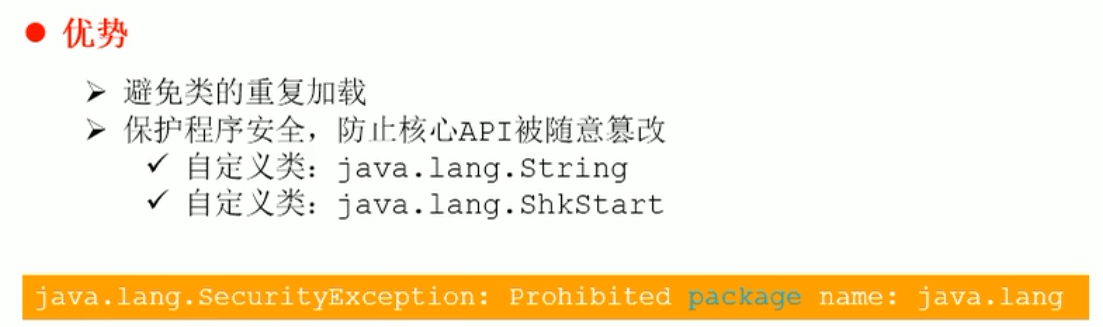 ● 优势
➢ 避免类的重复加载
➢ 保护程序安全，防止核心API被随意篡改
✓ 自定义类：java.lang.String
✓ 自定义类：java.lang.ShkStart
java.lang.SecurityException: Prohibited package name: java.lang